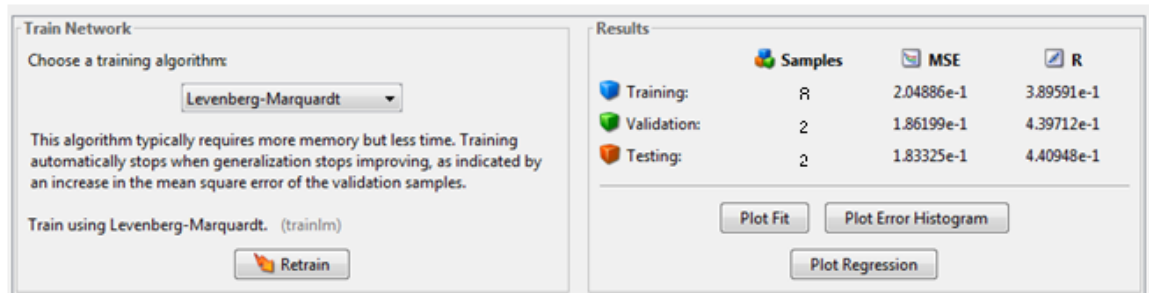 Train Network
Choose a training algorithm:
Levenberg-Marquardt
This algorithm typically requires more memory but less time. Training
automatically stops when generalization stops improving, as indicated by
an increase in the mean square error of the validation samples.
Train using Levenberg-Marquardt. (trainlm)
Retrain
Results
Samples MSE R
Training: 8 2.04886e-1 3.89591e-1
Validation: 2 1.86199e-1 4.39712e-1
Testing: 2 1.83325e-1 4.40948e-1
Plot Fit Plot Error Histogram
Plot Regression